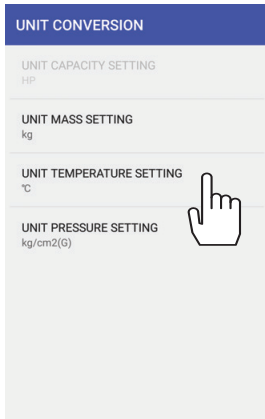 UNIT CONVERSION
UNIT CAPACITY SETTING
HP
UNIT MASS SETTING
kg
UNIT TEMPERATURE SETTING
℃
UNIT PRESSURE SETTING
kg/cm2(G)